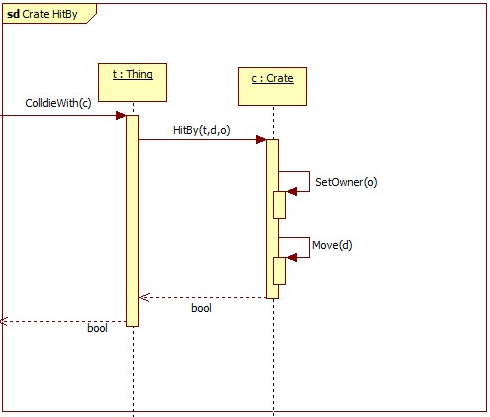 sd Crate HitBy
t : Thing
c : Crate
ColldieWith(c)
HitBy(t,d,o)
SetOwner(o)
Move(d)
bool
bool